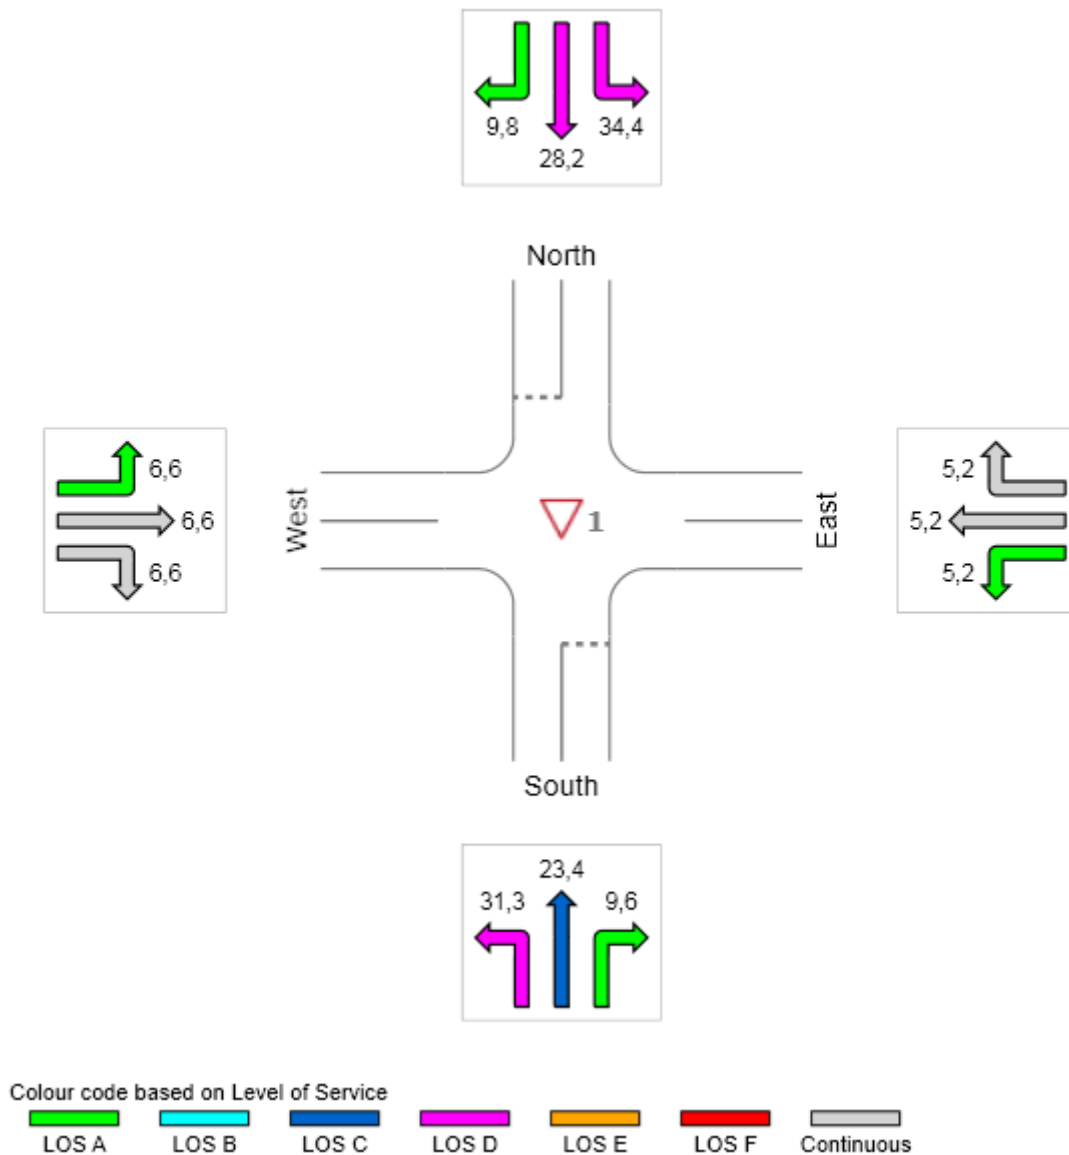 9,8
34,4
28,2
North
6,6
6,6
6,6
West
1
East
5,2
5,2
5,2
South
23,4
31,3
9,6
Colour code based on Level of Service
LOS A
LOS B
LOS C
LOS D
LOS E
LOS F
Continuous